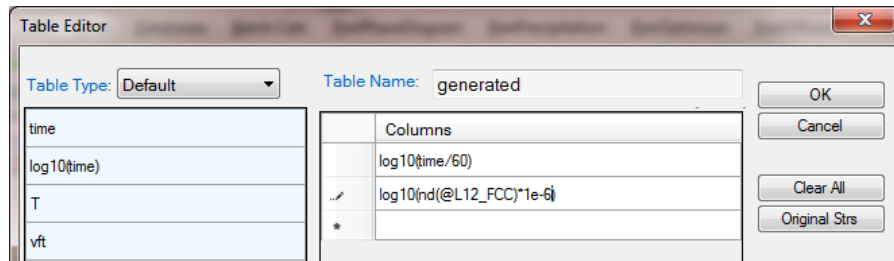 Table Editor
Table Type: Default
Table Name: generated
OK
Cancel
Clear All
Original Strs
time
log10(time)
T
vft
Columns
log10(time/60)
log10(nd(@L12_FCC)*1e-6)